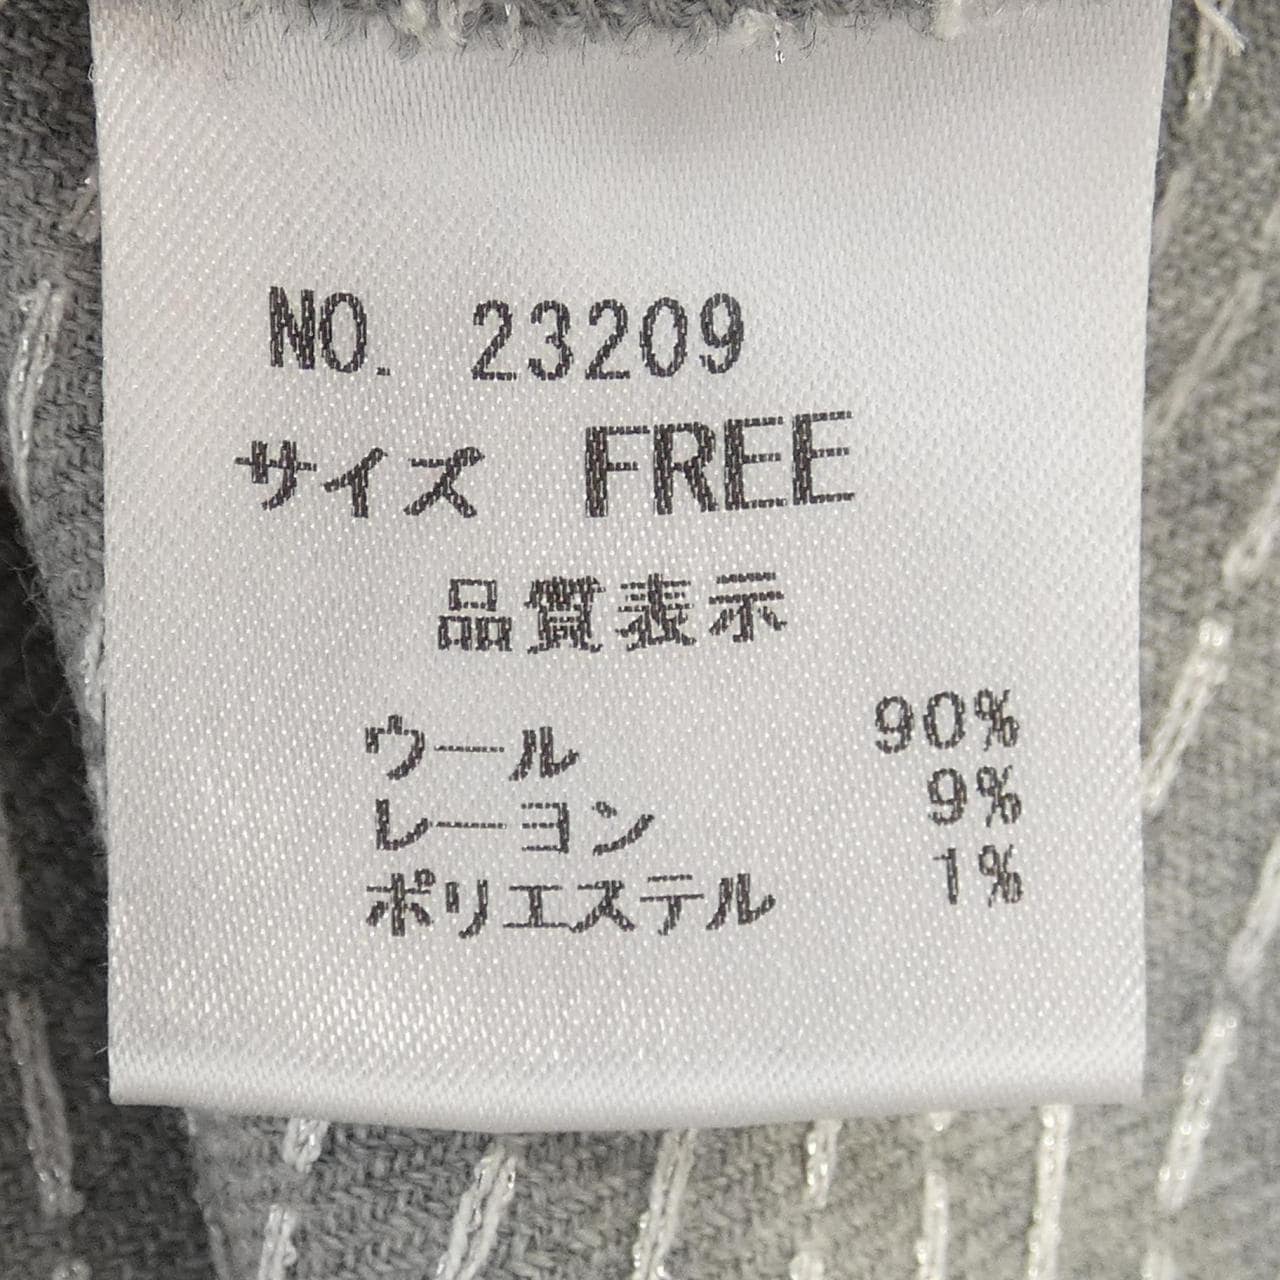 NO. 23209
サイズ FREE
品質表示
ウール 90%
レーヨン 9%
ポリエステル 1%